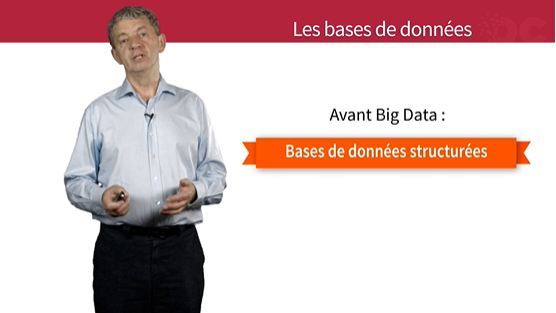 Les bases de données
Avant Big Data :
Bases de données structurées